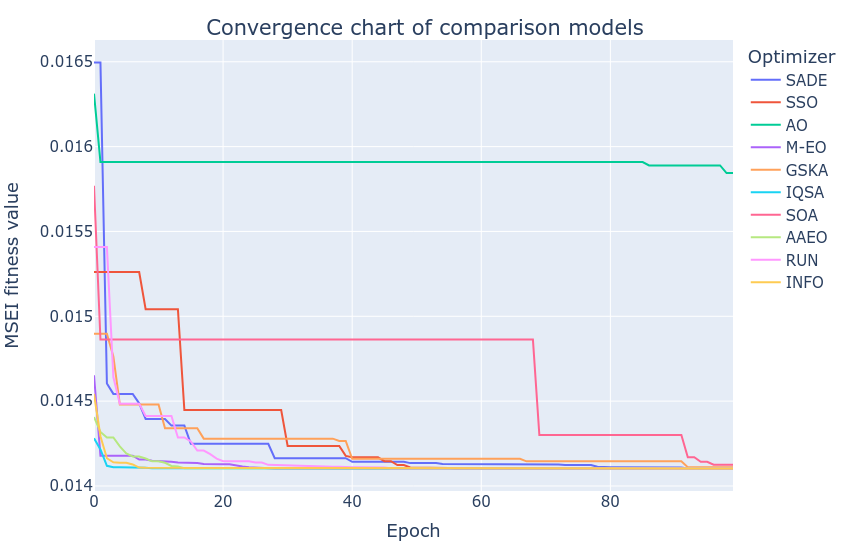 Convergence chart of comparison models
MSEI fitness value
0.0165
0.016
0.0155
0.015
0.0145
0.014
0
20
40
60
80
Epoch
Optimizer
SADE
SSO
AO
M-EO
GSKA
IQSA
SOA
AAEO
RUN
INFO